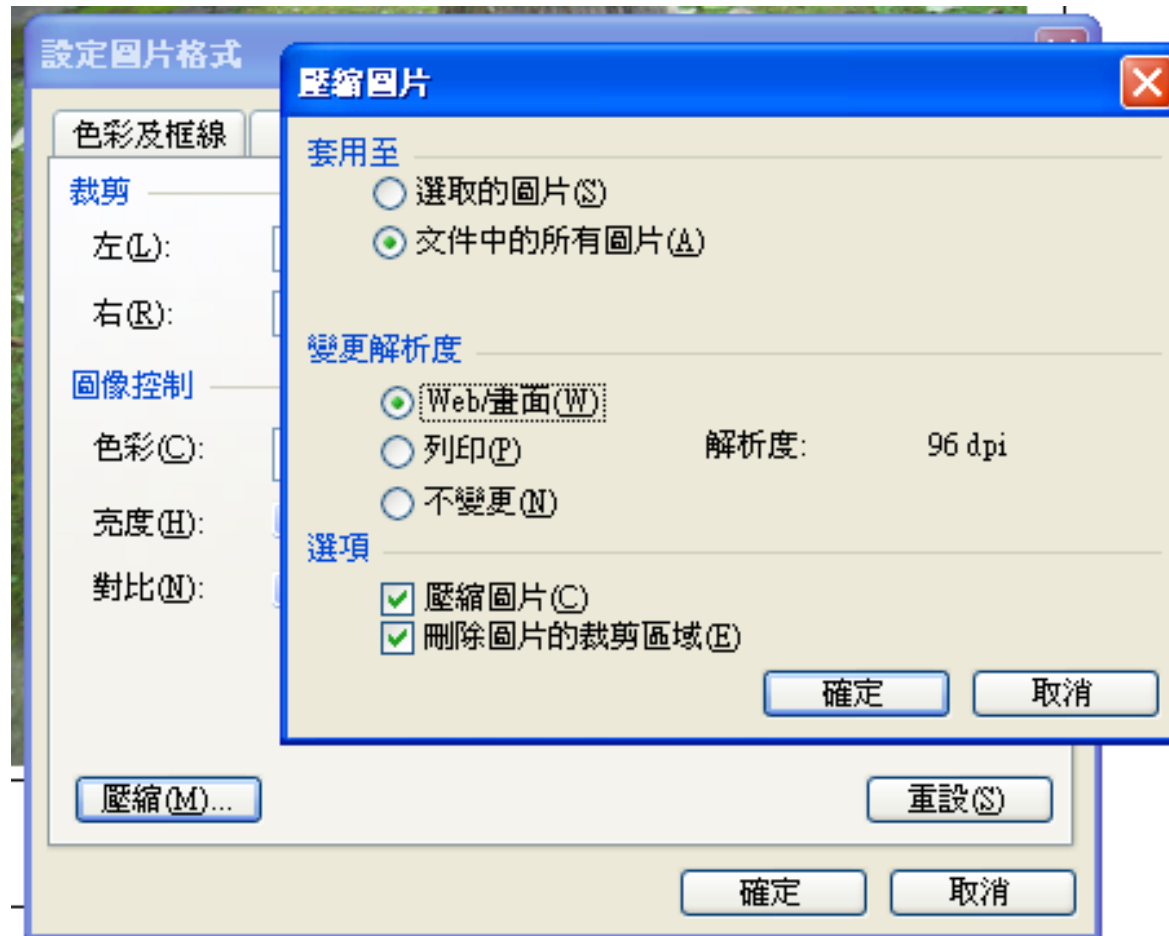 設定圖片格式
色彩及框線
裁剪
左(L):
右(R):
圖像控制
色彩(C):
亮度(H):
對比(N):
壓縮(M)...
重設(S)
確定
取消
壓縮圖片
套用至
選取的圖片(S)
文件中的所有圖片(A)
變更解析度
Web/畫面(W)
列印(P)
解析度: 96 dpi
不變更(N)
選項
壓縮圖片(C)
刪除圖片的裁剪區域(E)
確定
取消